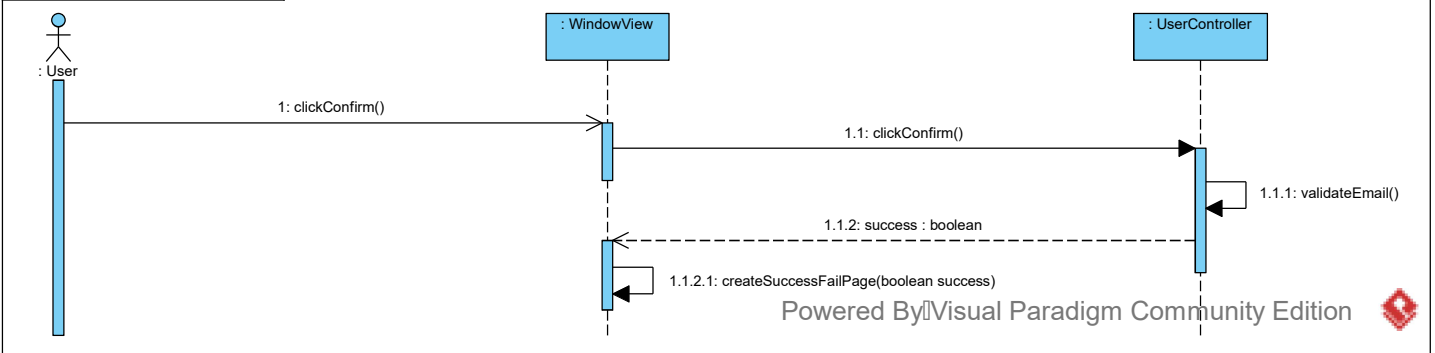 : User
: WindowView
: UserController
1: clickConfirm()
1.1: clickConfirm()
1.1.1: validateEmail()
1.1.2: success : boolean
1.1.2.1: createSuccessFailPage(boolean success)
Powered By Visual Paradigm Community Edition